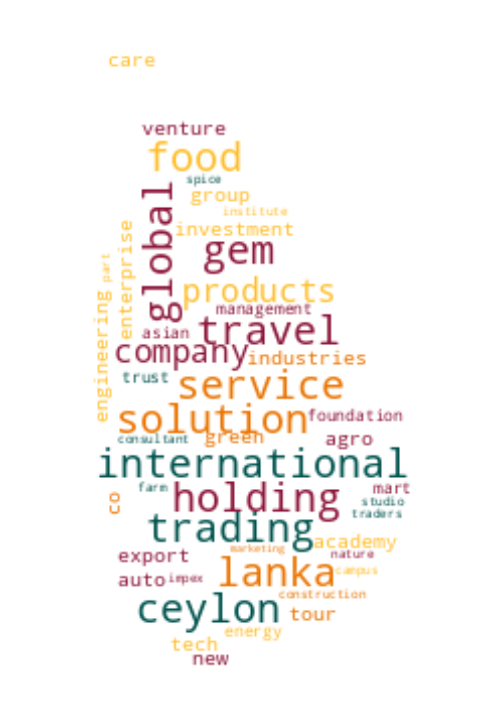 care
venture
food
spice
global
group
institute
enterprise
investment
gem
part
products
engineering
management
asian
travel
company
industries
trust
service
solution
foundation
consultant
green
agro
international
farm
holding
mart
co
studio
traders
trading
academy
export
marketing
nature
auto
impex
lanka
campus
construction
ceylon
tour
energy
tech
new